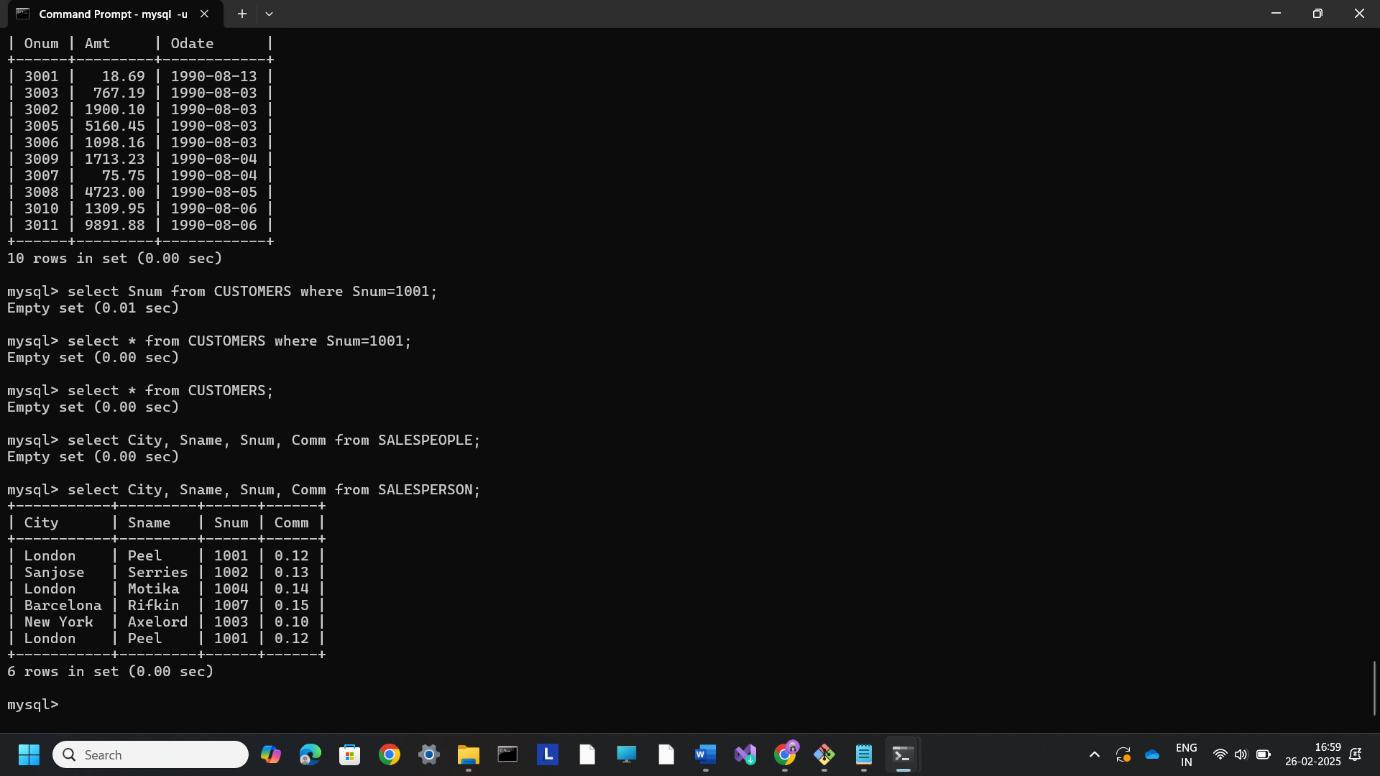 Command Prompt - mysql -u
| Onum | Amt     | Odate      |
+------+---------+------------+
| 3001 |   18.69 | 1990-08-13 |
| 3003 |  767.19 | 1990-08-03 |
| 3002 | 1900.10 | 1990-08-03 |
| 3005 | 5160.45 | 1990-08-03 |
| 3006 | 1098.16 | 1990-08-03 |
| 3009 | 1713.23 | 1990-08-04 |
| 3007 |   75.75 | 1990-08-04 |
| 3008 | 4723.00 | 1990-08-05 |
| 3010 | 1309.95 | 1990-08-06 |
| 3011 | 9891.88 | 1990-08-06 |
+------+---------+------------+
10 rows in set (0.00 sec)
mysql> select Snum from CUSTOMERS where Snum=1001;
Empty set (0.01 sec)
mysql> select * from CUSTOMERS where Snum=1001;
Empty set (0.00 sec)
mysql> select * from CUSTOMERS;
Empty set (0.00 sec)
mysql> select City, Sname, Snum, Comm from SALESPEOPLE;
Empty set (0.00 sec)
mysql> select City, Sname, Snum, Comm from SALESPERSON;
+-----------+---------+------+------+
| City      | Sname   | Snum | Comm |
+-----------+---------+------+------+
| London    | Peel    | 1001 | 0.12 |
| Sanjose   | Serries | 1002 | 0.13 |
| London    | Motika  | 1004 | 0.14 |
| Barcelona | Rifkin  | 1007 | 0.15 |
| New York  | Axelord | 1003 | 0.10 |
| London    | Peel    | 1001 | 0.12 |
+-----------+---------+------+------+
6 rows in set (0.00 sec)
mysql>
Search
L
W
ENG
IN
16:59
26-02-2025